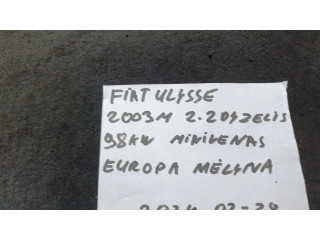 FIAT ULYSSE
2003M 2.2DYZELIS
98KW MINIVENAS
EUROPA MĖLYNA